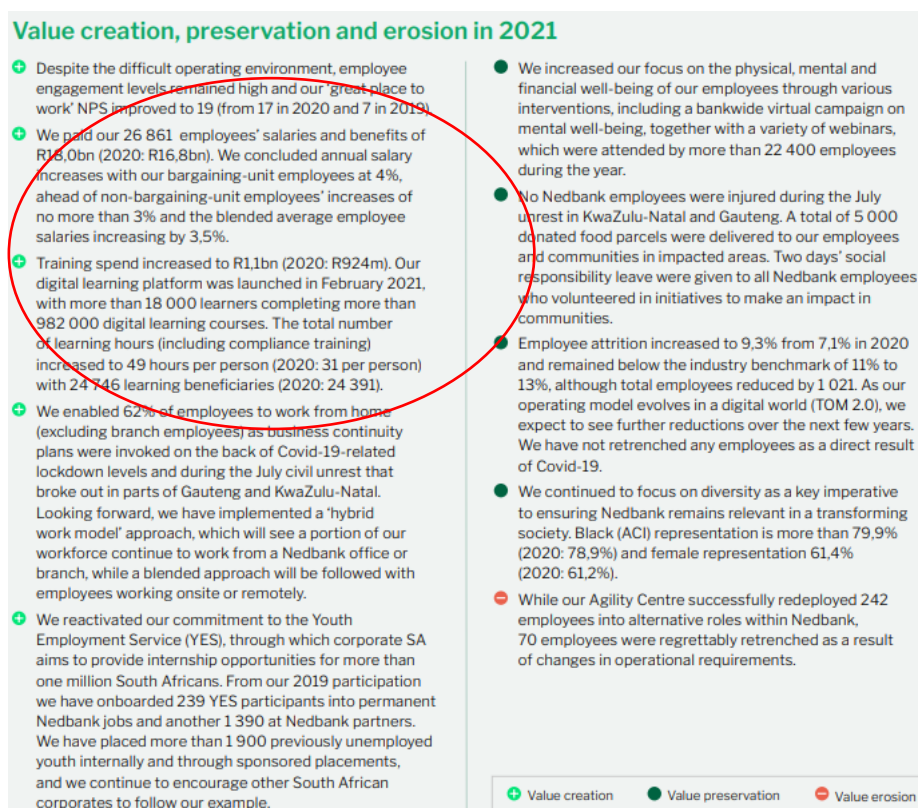 Value creation, preservation and erosion in 2021
Despite the difficult operating environment, employee
engagement levels remained high and our 'great place to
work' NPS improved to 19 (from 17 in 2020 and 7 in 2019)
We paid our 26 861 employees' salaries and benefits of
R18,0bn (2020: R16,8bn). We concluded annual salary
increases with our bargaining-unit employees at 4%,
ahead of non-bargaining-unit employees' increases of
no more than 3% and the blended average employee
salaries increasing by 3,5%.
Training spend increased to R1,1bn (2020: R924m). Our
digital learning platform was launched in February 2021,
with more than 18 000 learners completing more than
982 000 digital learning courses. The total number
of learning hours (including compliance training)
increased to 49 hours per person (2020: 31 per person)
with 24 746 learning beneficiaries (2020: 24 391).
We enabled 62% of employees to work from home
(excluding branch employees) as business continuity
plans were invoked on the back of Covid-19-related
lockdown levels and during the July civil unrest that
broke out in parts of Gauteng and KwaZulu-Natal.
Looking forward, we have implemented a 'hybrid
work model' approach, which will see a portion of our
workforce continue to work from a Nedbank office or
branch, while a blended approach will be followed with
employees working onsite or remotely.
We reactivated our commitment to the Youth
Employment Service (YES), through which corporate SA
aims to provide internship opportunities for more than
one million South Africans. From our 2019 participation
we have onboarded 239 YES participants into permanent
Nedbank jobs and another 1 390 at Nedbank partners.
We have placed more than 1 900 previously unemployed
youth internally and through sponsored placements,
and we continue to encourage other South African
corporates to follow our example.
We increased our focus on the physical, mental and
financial well-being of our employees through various
interventions, including a bankwide virtual campaign on
mental well-being, together with a variety of webinars,
which were attended by more than 22 400 employees
during the year.
No Nedbank employees were injured during the July
unrest in KwaZulu-Natal and Gauteng. A total of 5 000
donated food parcels were delivered to our employees
and communities in impacted areas. Two days' social
responsibility leave were given to all Nedbank employees
who volunteered in initiatives to make an impact in
communities.
Employee attrition increased to 9,3% from 7,1% in 2020
and remained below the industry benchmark of 11% to
13%, although total employees reduced by 1 021. As our
operating model evolves in a digital world (TOM 2.0), we
expect to see further reductions over the next few years.
We have not retrenched any employees as a direct result
of Covid-19.
We continued to focus on diversity as a key imperative
to ensuring Nedbank remains relevant in a transforming
society. Black (ACI) representation is more than 79,9%
(2020: 78,9%) and female representation 61,4%
(2020: 61,2%).
While our Agility Centre successfully redeployed 242
employees into alternative roles within Nedbank,
70 employees were regrettably retrenched as a result
of changes in operational requirements.
Value creation Value preservation Value erosion